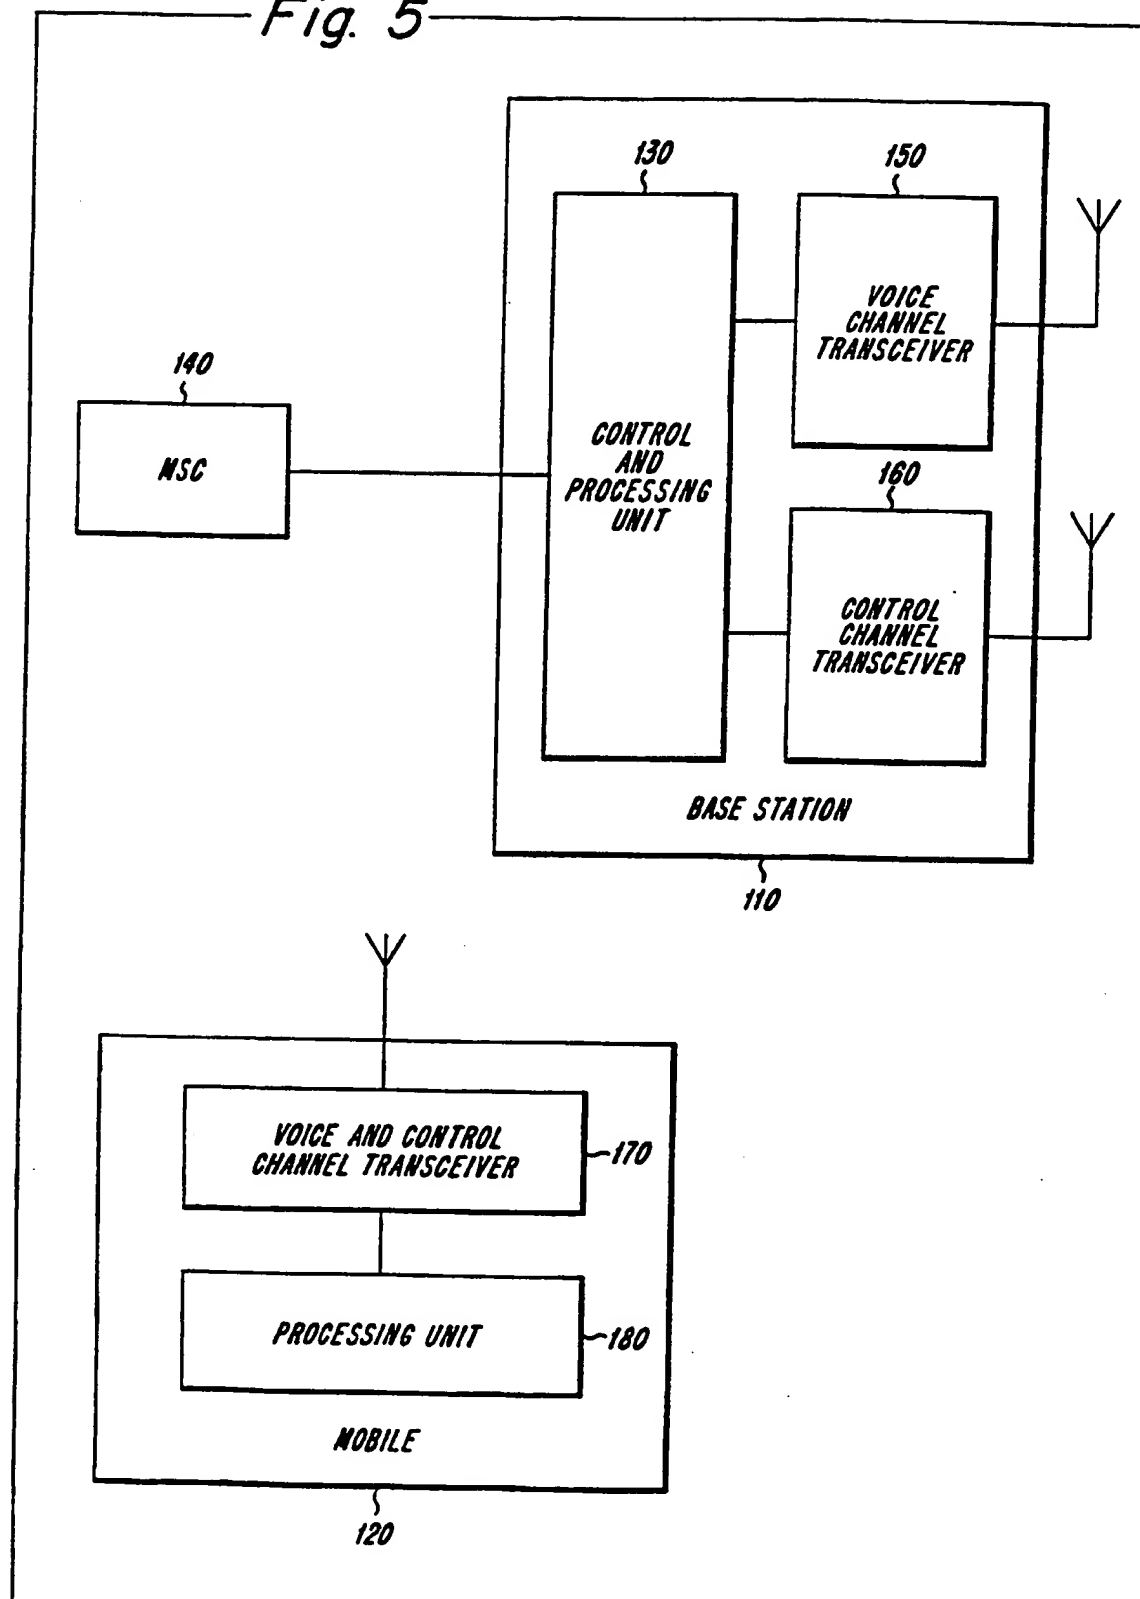 Fig. 5
130
150
VOICE
CHANNEL
TRANSCEIVER
140
MSC
CONTROL
AND
PROCESSING
UNIT
160
CONTROL
CHANNEL
TRANSCEIVER
BASE STATION
110
VOICE AND CONTROL
CHANNEL TRANSCEIVER
170
PROCESSING UNIT
180
MOBILE
120